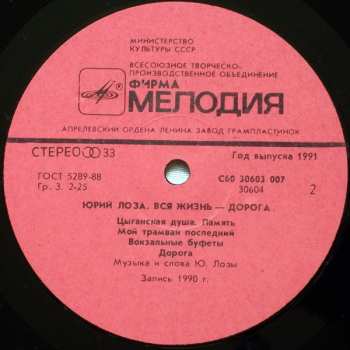 МИНИСТЕРСТВО
КУЛЬТУРЫ СССР
ВСЕСОЮЗНОЕ ТВОРЧЕСКО-
ПРОИЗВОДСТВЕННОЕ ОБЪЕДИНЕНИЕ
ФИРМА
МЕЛОДИЯ
АПРЕЛЕВСКИЙ ОРДЕНА ЛЕНИНА ЗАВОД ГРАМПЛАСТИНОК
СТЕРЕО 33
Год выпуска 1991
ГОСТ 5289-88
С60 30603 007
Гр. 3. 2-25
30604
2
ЮРИЙ ЛОЗА. ВСЯ ЖИЗНЬ — ДОРОГА.
Цыганская душа. Память
Мой трамвай последний
Вокзальные буфеты
Дорога
Музыка и слова Ю. Лозы
Запись 1990 г.